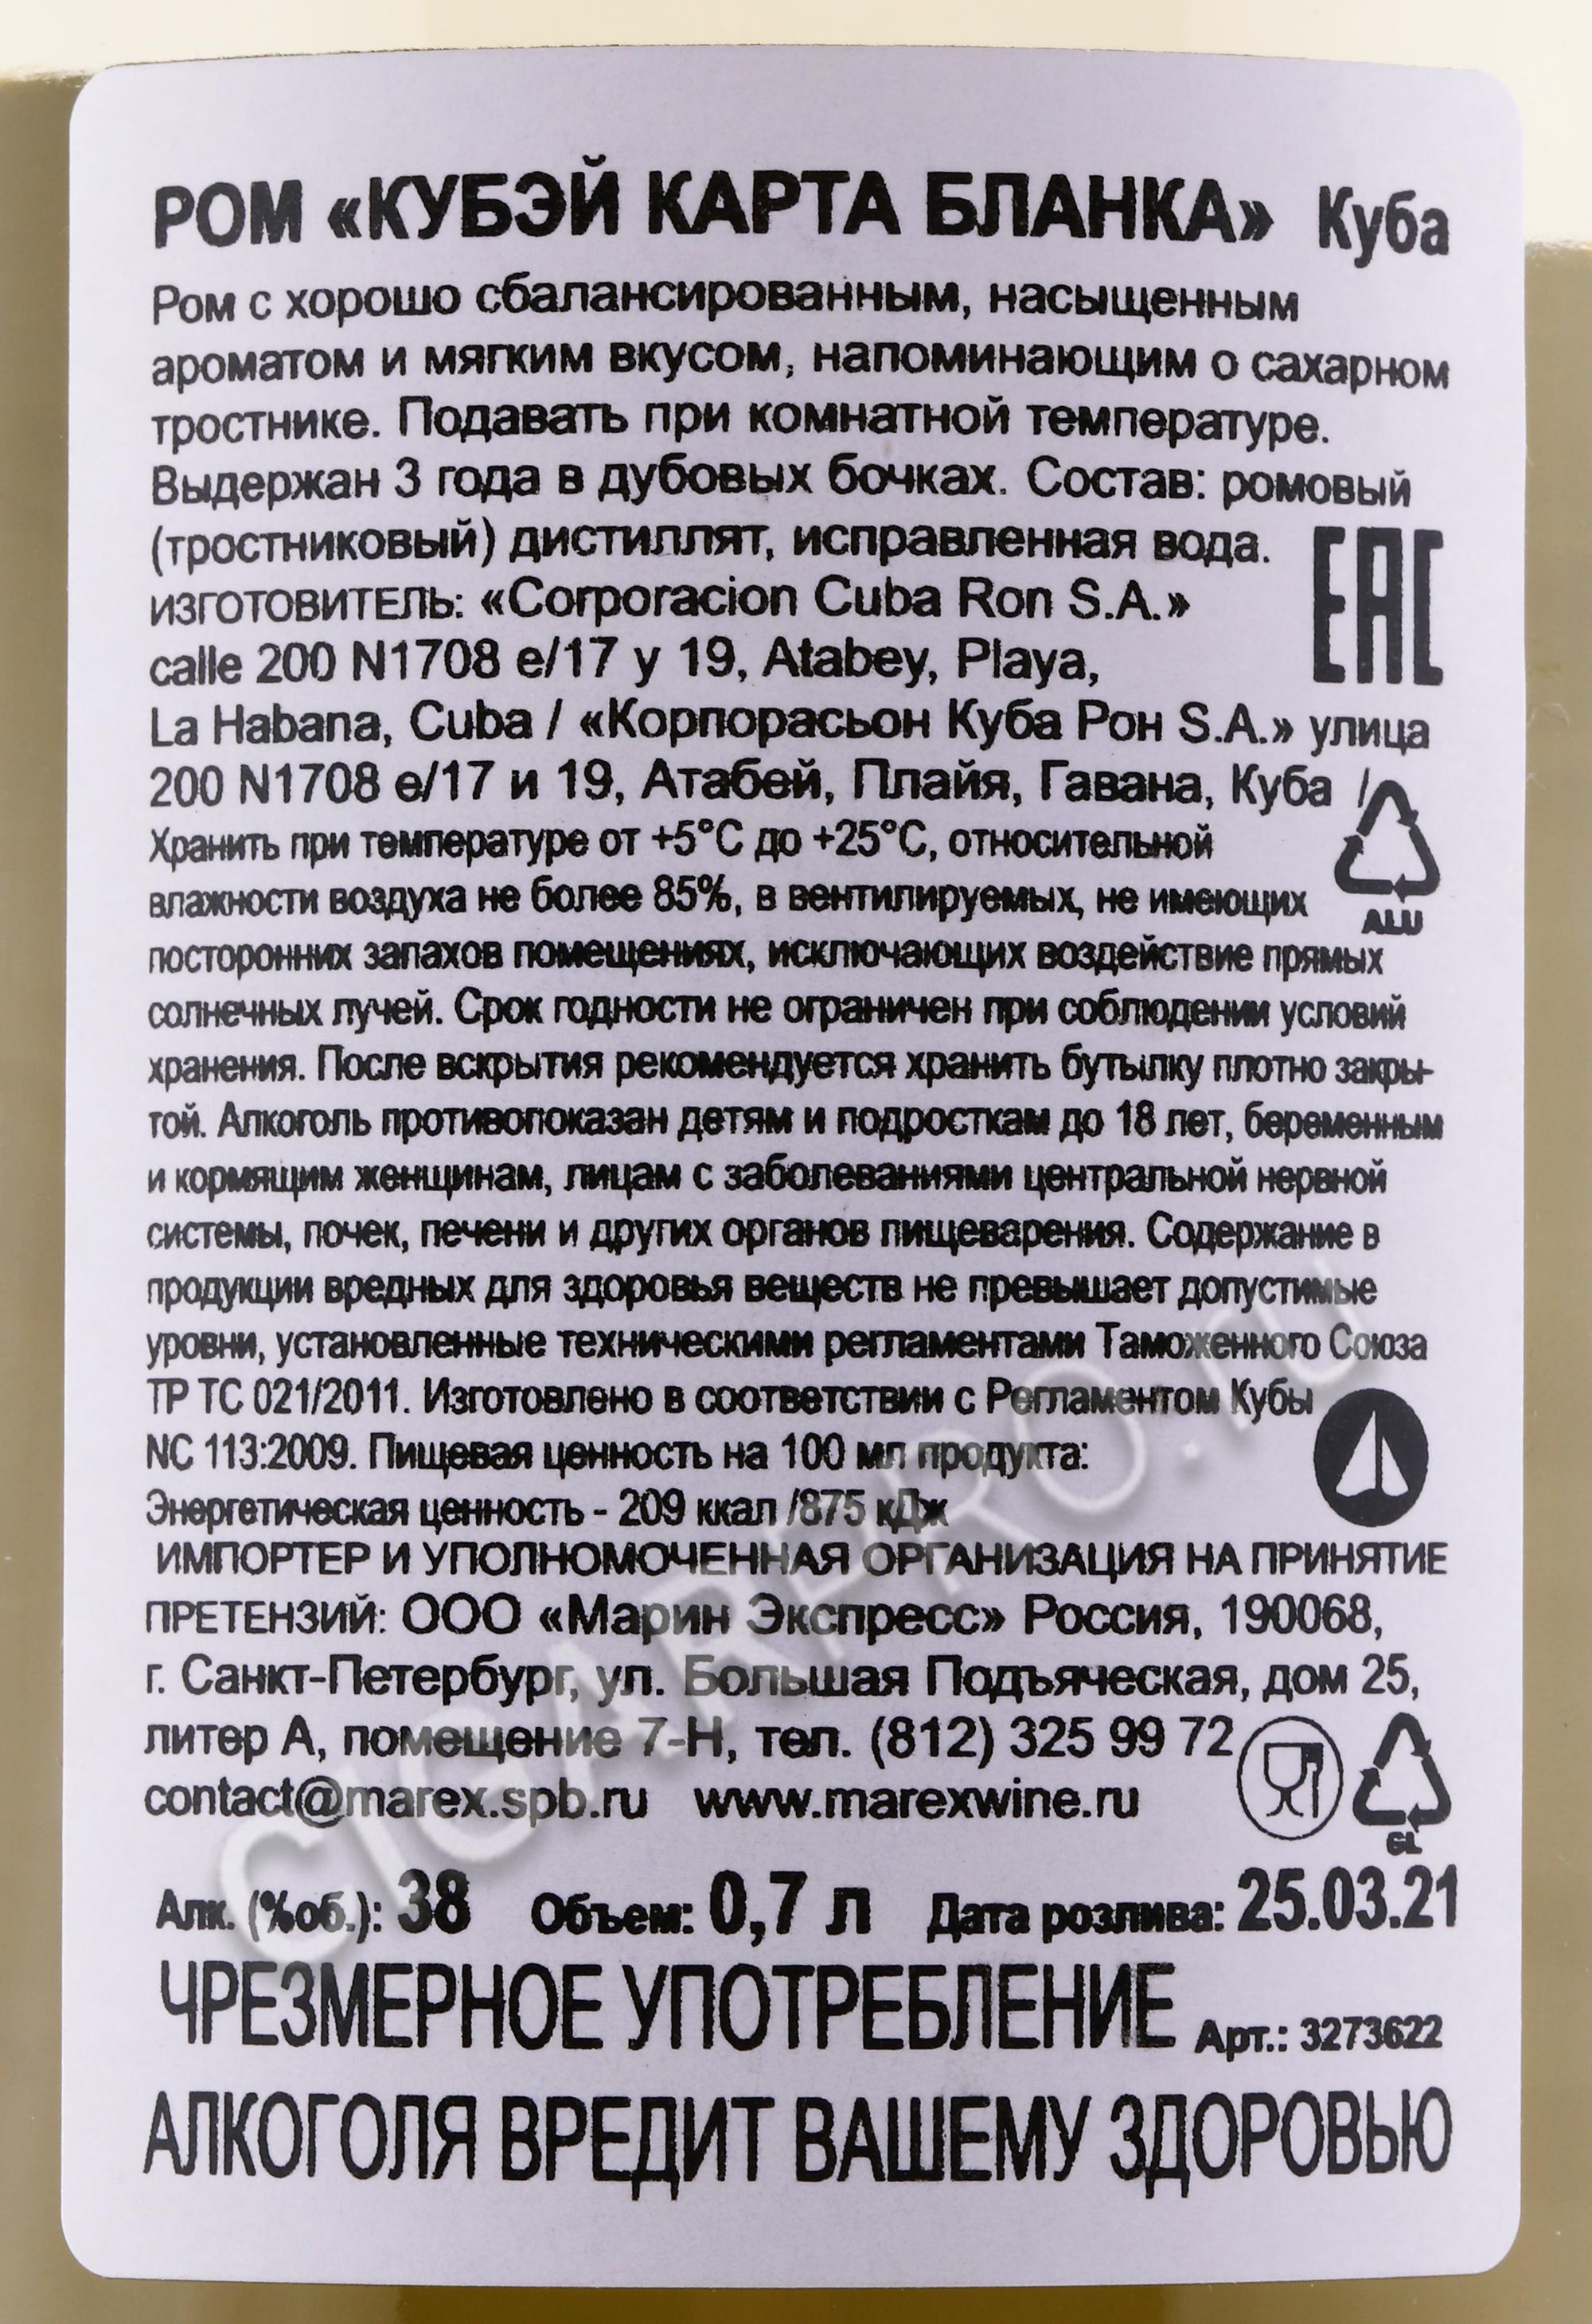 РОМ «КУБЭЙ КАРТА БЛАНКА» Куба
Ром с хорошо сбалансированным, насыщенным
ароматом и мягким вкусом, напоминающим о сахарном
тростнике. Подавать при комнатной температуре.
Выдержан 3 года в дубовых бочках. Состав: ромовый
(тростниковый) дистиллят, исправленная вода.
EAC
ИЗГОТОВИТЕЛЬ: «Corporacion Cuba Ron S.A.»
calle 200 N1708 e/17 y 19, Atabey, Playa,
La Habana, Cuba / «Корпорасьон Куба Рон S.A.» улица
200 N1708 е/17 и 19, Атабей, Плайя, Гавана, Куба /
Хранить при температуре от +5°С до +25°С, относительной
влажности воздуха не более 85%, в вентилируемых, не имеющих
ALU
посторонних запахов помещениях, исключающих воздействие прямых
солнечных лучей. Срок годности не ограничен при соблюдении условий
хранения. После вскрытия рекомендуется хранить бутылку плотно закры-
той. Алкоголь противопоказан детям и подросткам до 18 лет, беременным
и кормящим женщинам, лицам с заболеваниями центральной нервной
системы, почек, печени и других органов пищеварения. Содержание в
продукции вредных для здоровья веществ не превышает допустимые
уровни, установленные техническими регламентами Таможенного Союза
ТР ТС 021/2011. Изготовлено в соответствии с Регламентом Кубы
NC 113:2009. Пищевая ценность на 100 мл продукта:
Энергетическая ценность - 209 ккал /875 кДж
ИМПОРТЕР И УПОЛНОМОЧЕННАЯ ОРГАНИЗАЦИЯ НА ПРИНЯТИЕ
ПРЕТЕНЗИЙ: ООО «Марин Экспресс» Россия, 190068,
г. Санкт-Петербург, ул. Большая Подъяческая, дом 25,
литер А, помещение 7-Н, тел. (812) 325 99 72
contact@marex.spb.ru www.marexwine.ru
GL
Алк. (%об.): 38 Объем: 0,7 л Дата розлива: 25.03.21
ЧРЕЗМЕРНОЕ УПОТРЕБЛЕНИЕ Арт.: 3273622
АЛКОГОЛЯ ВРЕДИТ ВАШЕМУ ЗДОРОВЬЮ
CIGARPRO.ru